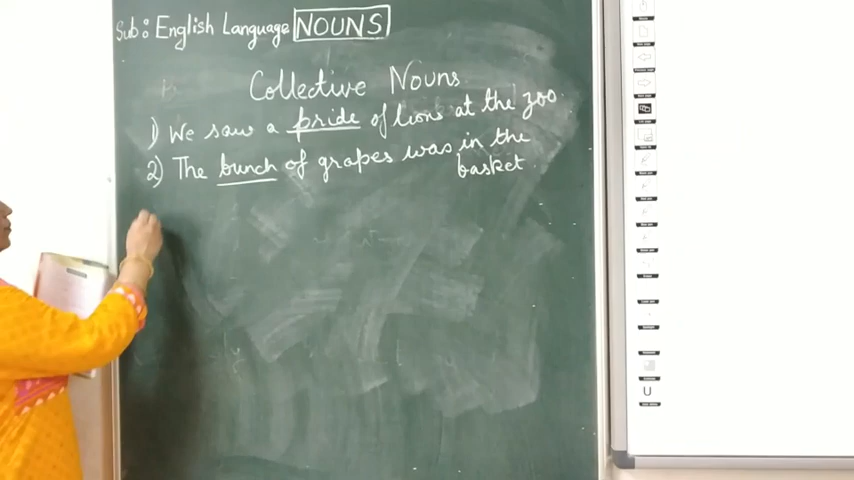 Sub: English Language NOUNS
Collective Nouns
1) We saw a pride of lions at the zoo.
2) The bunch of grapes was in the
basket.